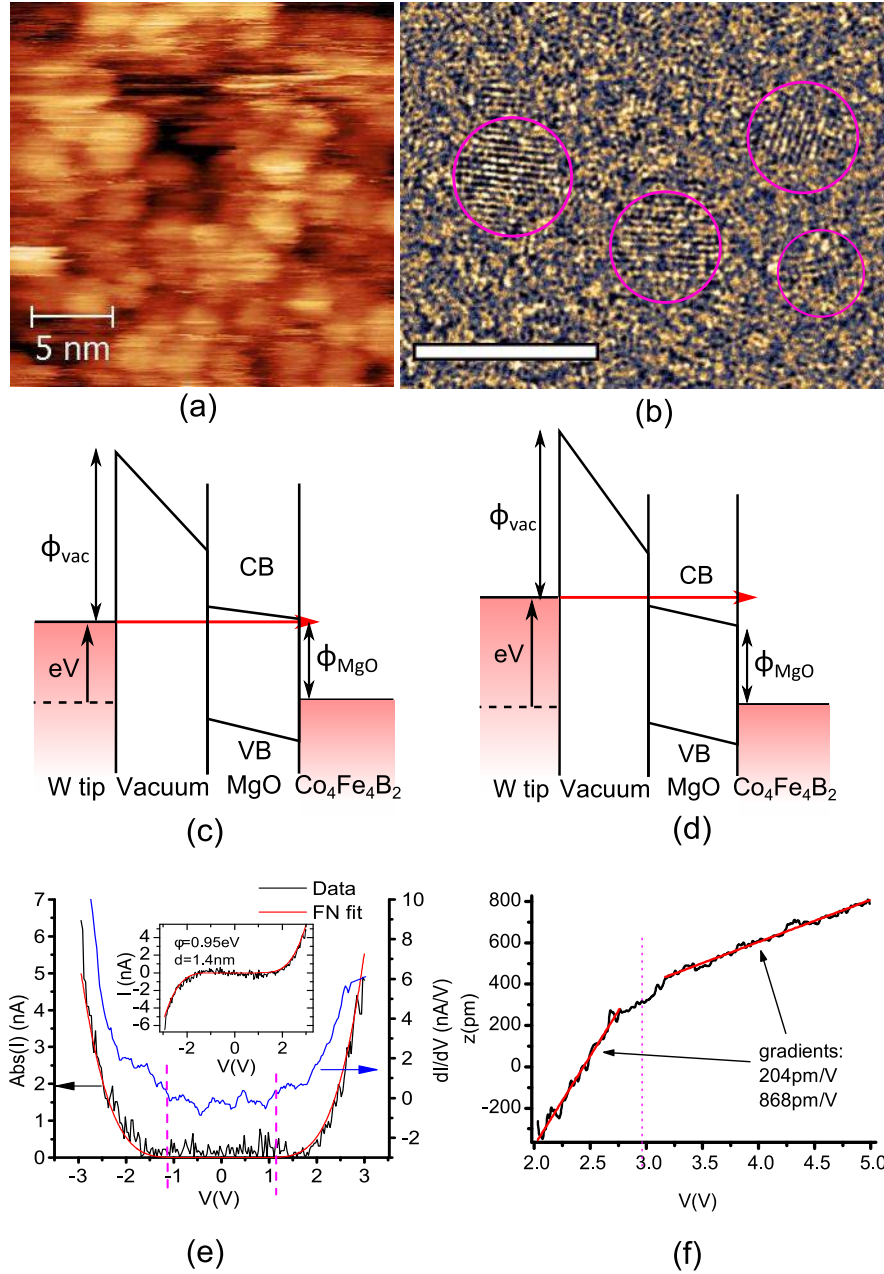 5 nm
(a)
(b)
ϕvac
CB
eV
ϕMgO
VB
W tip Vacuum MgO Co₄Fe₄B₂
(c)
ϕvac
CB
eV
ϕMgO
VB
W tip Vacuum MgO Co₄Fe₄B₂
(d)
Data
FN fit
7
6
5
4
3
2
1
0
Abs(I) (nA)
10
8
6
4
2
0
-2
dI/dV (nA/V)
-3 -2 -1 0 1 2 3
V(V)
φ=0.95eV
d=1.4nm
4
2
0
-2
-4
-6
I (nA)
-2 0 2
V(V)
(e)
800
600
400
200
0
-200
z(pm)
gradients:
204pm/V
868pm/V
2.0 2.5 3.0 3.5 4.0 4.5 5.0
V(V)
(f)